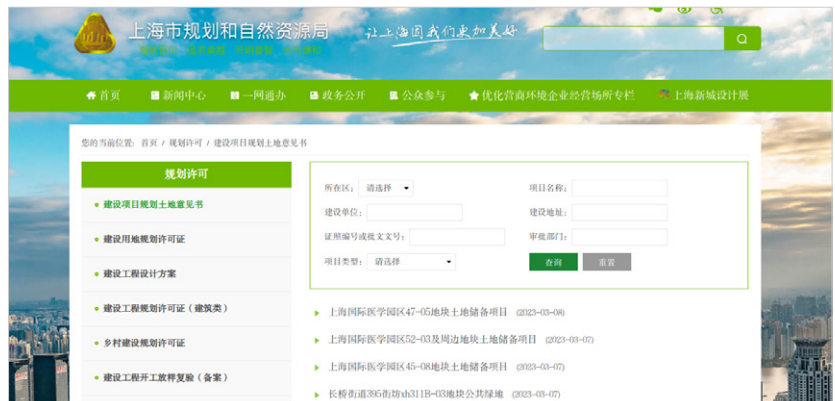 上海市规划和自然资源局
让上海因我们更加美好
首页 新闻中心 一网通办 政务公开 公众参与 优化营商环境企业经营场所专栏 上海新城设计展
您的当前位置: 首页 / 规划许可 / 建设项目规划土地意见书
规划许可
建设项目规划土地意见书
建设用地规划许可证
建设工程设计方案
建设工程规划许可证（建筑类）
乡村建设规划许可证
建设工程开工放样复验（备案）
所在区: 请选择 项目名称:
建设单位: 建设地址:
证照编号或批文文号: 审批部门:
项目类型: 请选择 查询 重置
上海国际医学园区47-05地块土地储备项目 (2023-03-08)
上海国际医学园区52-03及周边地块土地储备项目 (2023-03-07)
上海国际医学园区45-08地块土地储备项目 (2023-03-07)
长桥街道395街坊xh311B-03地块公共绿地 (2023-03-07)